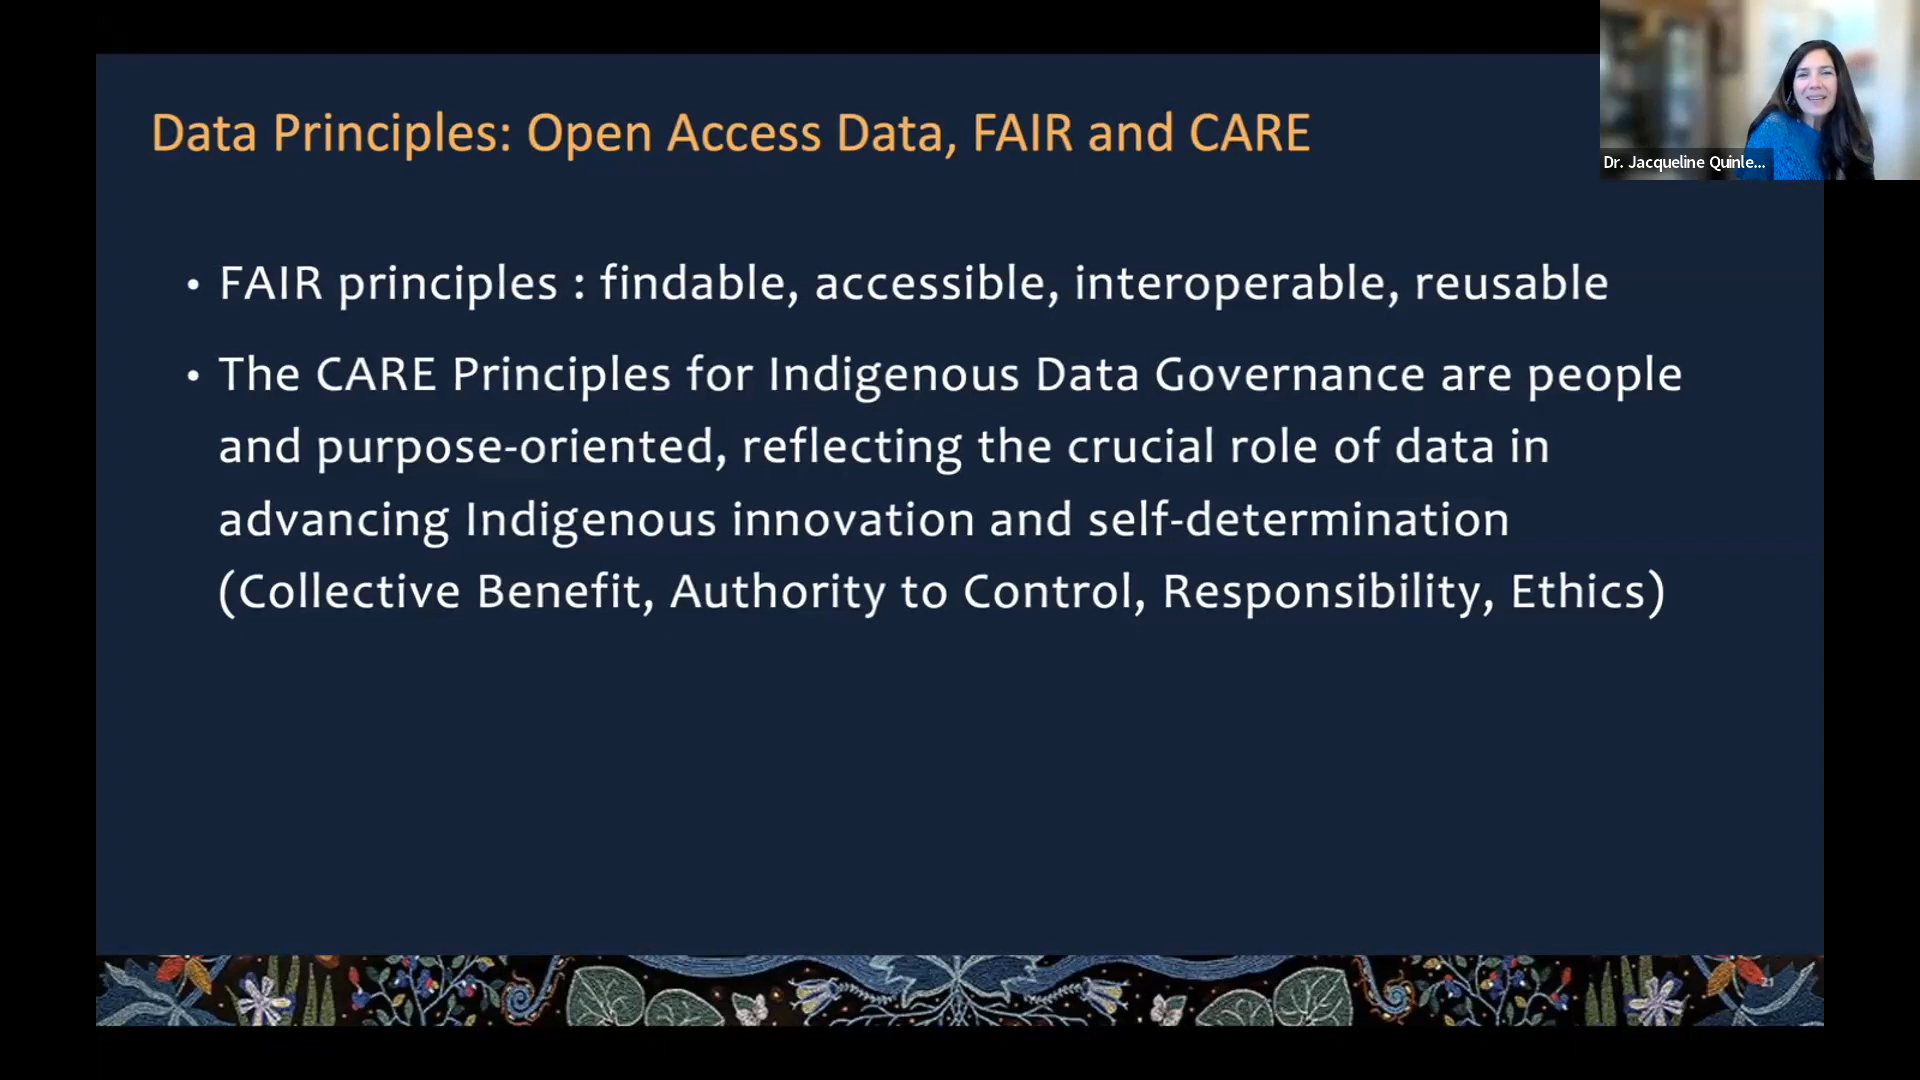 Data Principles: Open Access Data, FAIR and CARE
Dr. Jacqueline Quinle...
• FAIR principles : findable, accessible, interoperable, reusable
• The CARE Principles for Indigenous Data Governance are people
and purpose-oriented, reflecting the crucial role of data in
advancing Indigenous innovation and self-determination
(Collective Benefit, Authority to Control, Responsibility, Ethics)
21